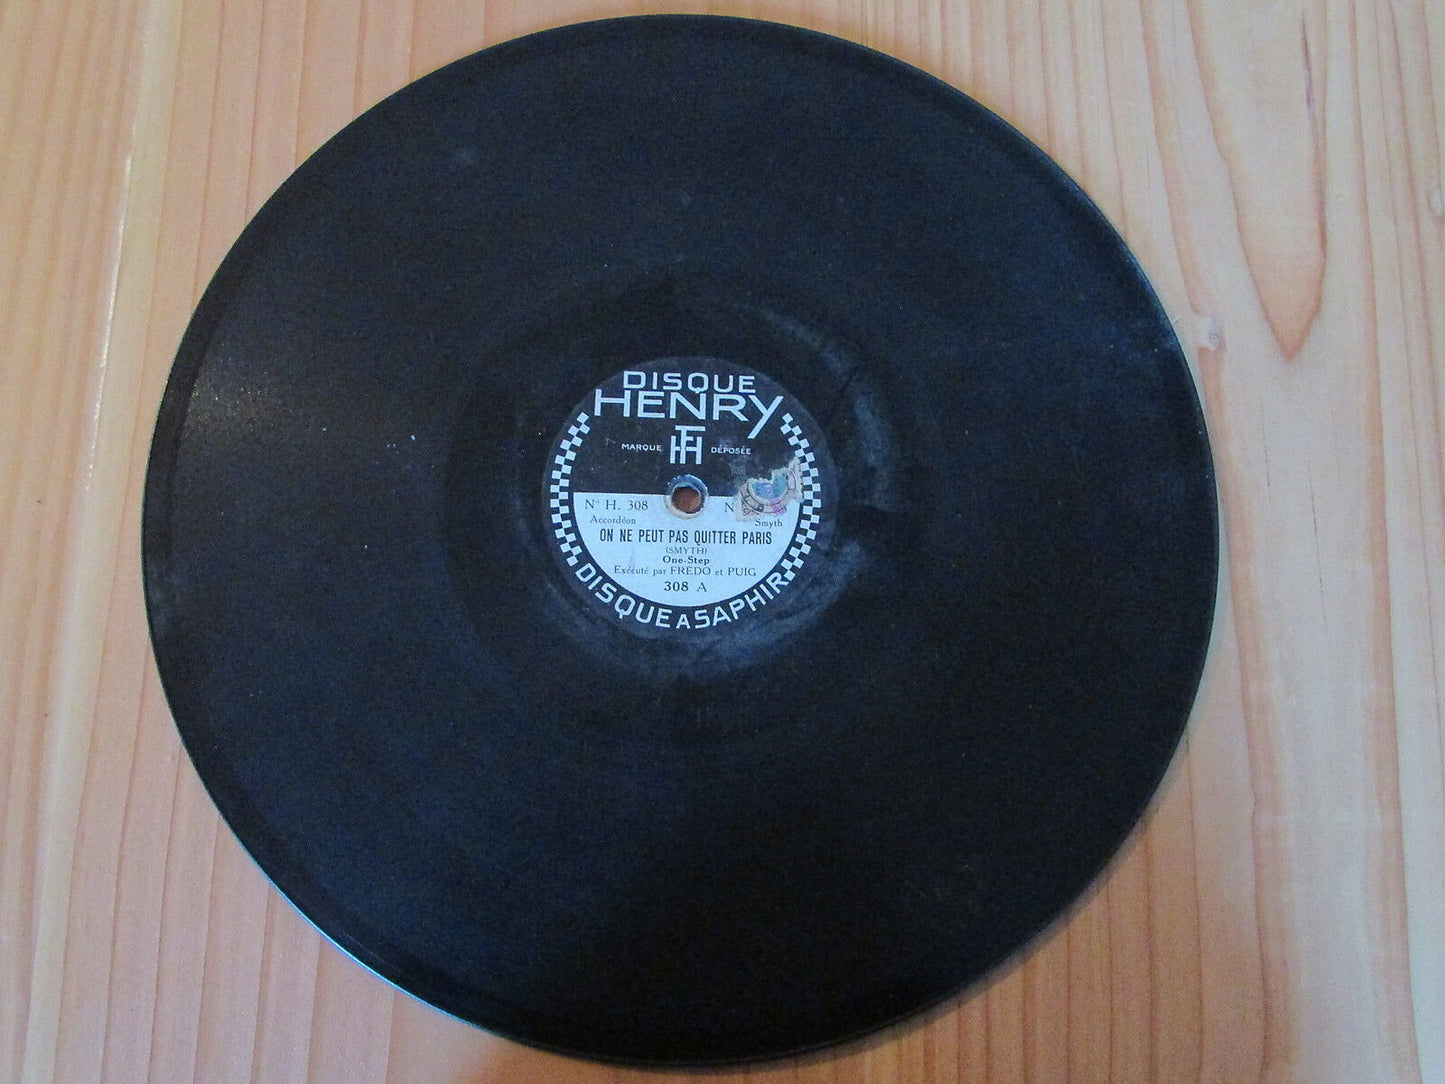 DISQUE
HENRY
MARQUE HF DÉPOSÉE
N° H. 308 N
Accordéon Smyth
ON NE PEUT PAS QUITTER PARIS
(SMYTH)
One-Step
Exécuté par FREDO et PUIG
308 A
DISQUE A SAPHIR